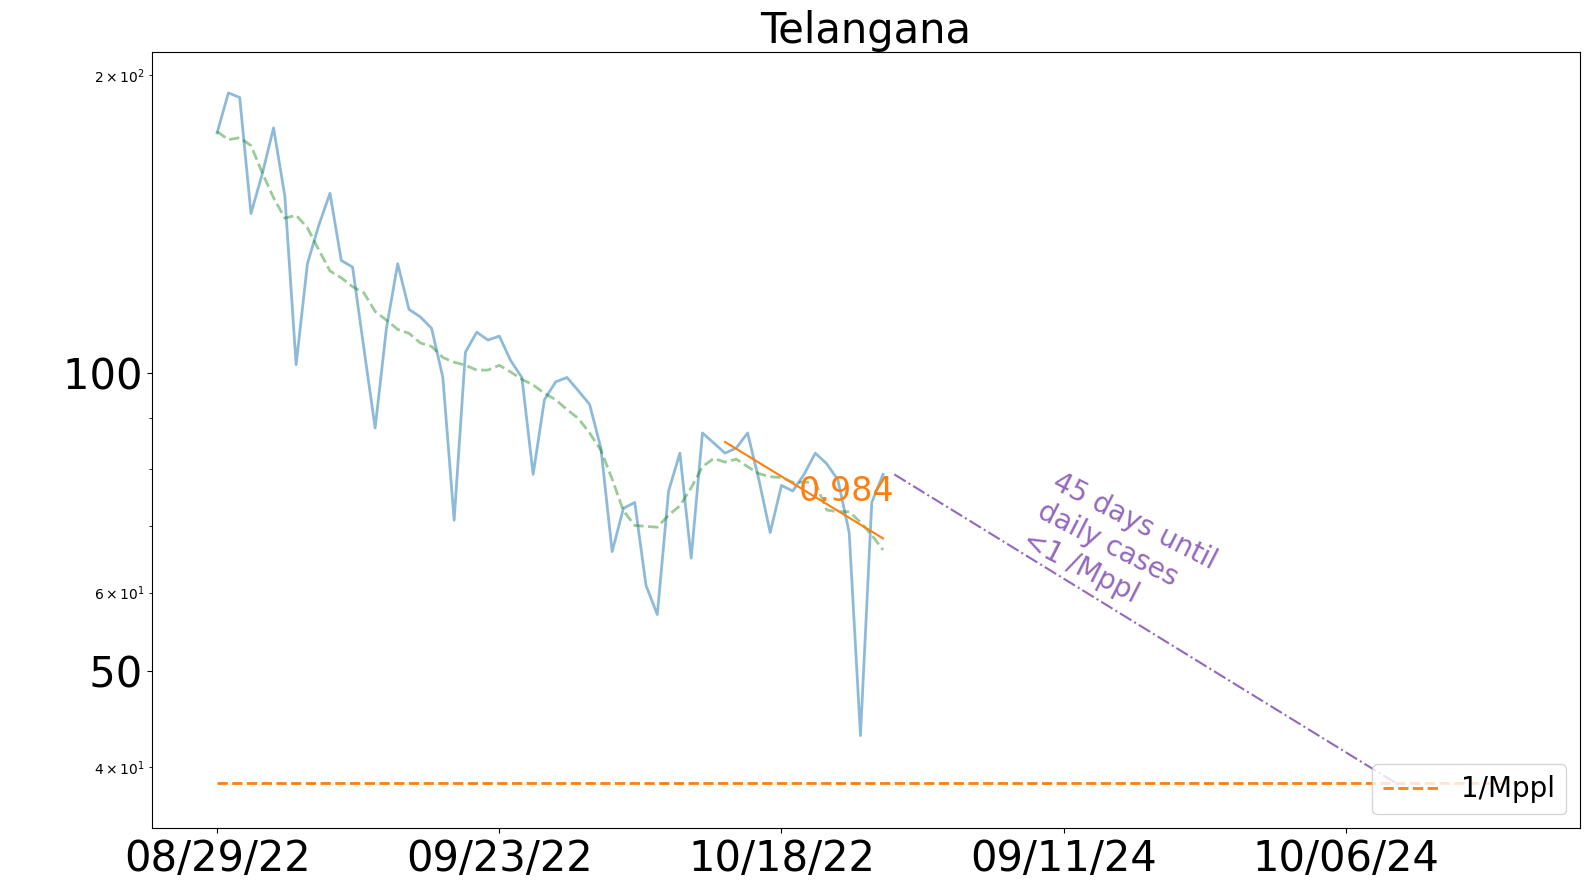 Telangana
2 × 10²
100
6 × 10¹
50
4 × 10¹
0.984
45 days until
daily cases
<1 /Mppl
1/Mppl
08/29/22 09/23/22 10/18/22 09/11/24 10/06/24